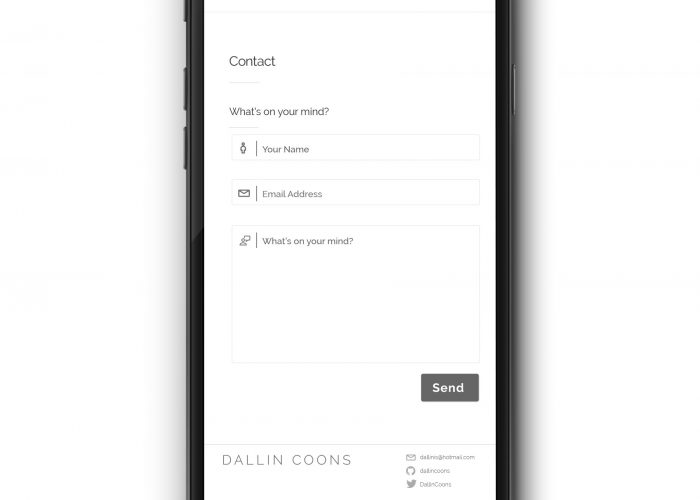 Contact
What's on your mind?
Your Name
Email Address
What's on your mind?
Send
DALLIN COONS
dallinis@hotmail.com
dallincoons
DallinCoons